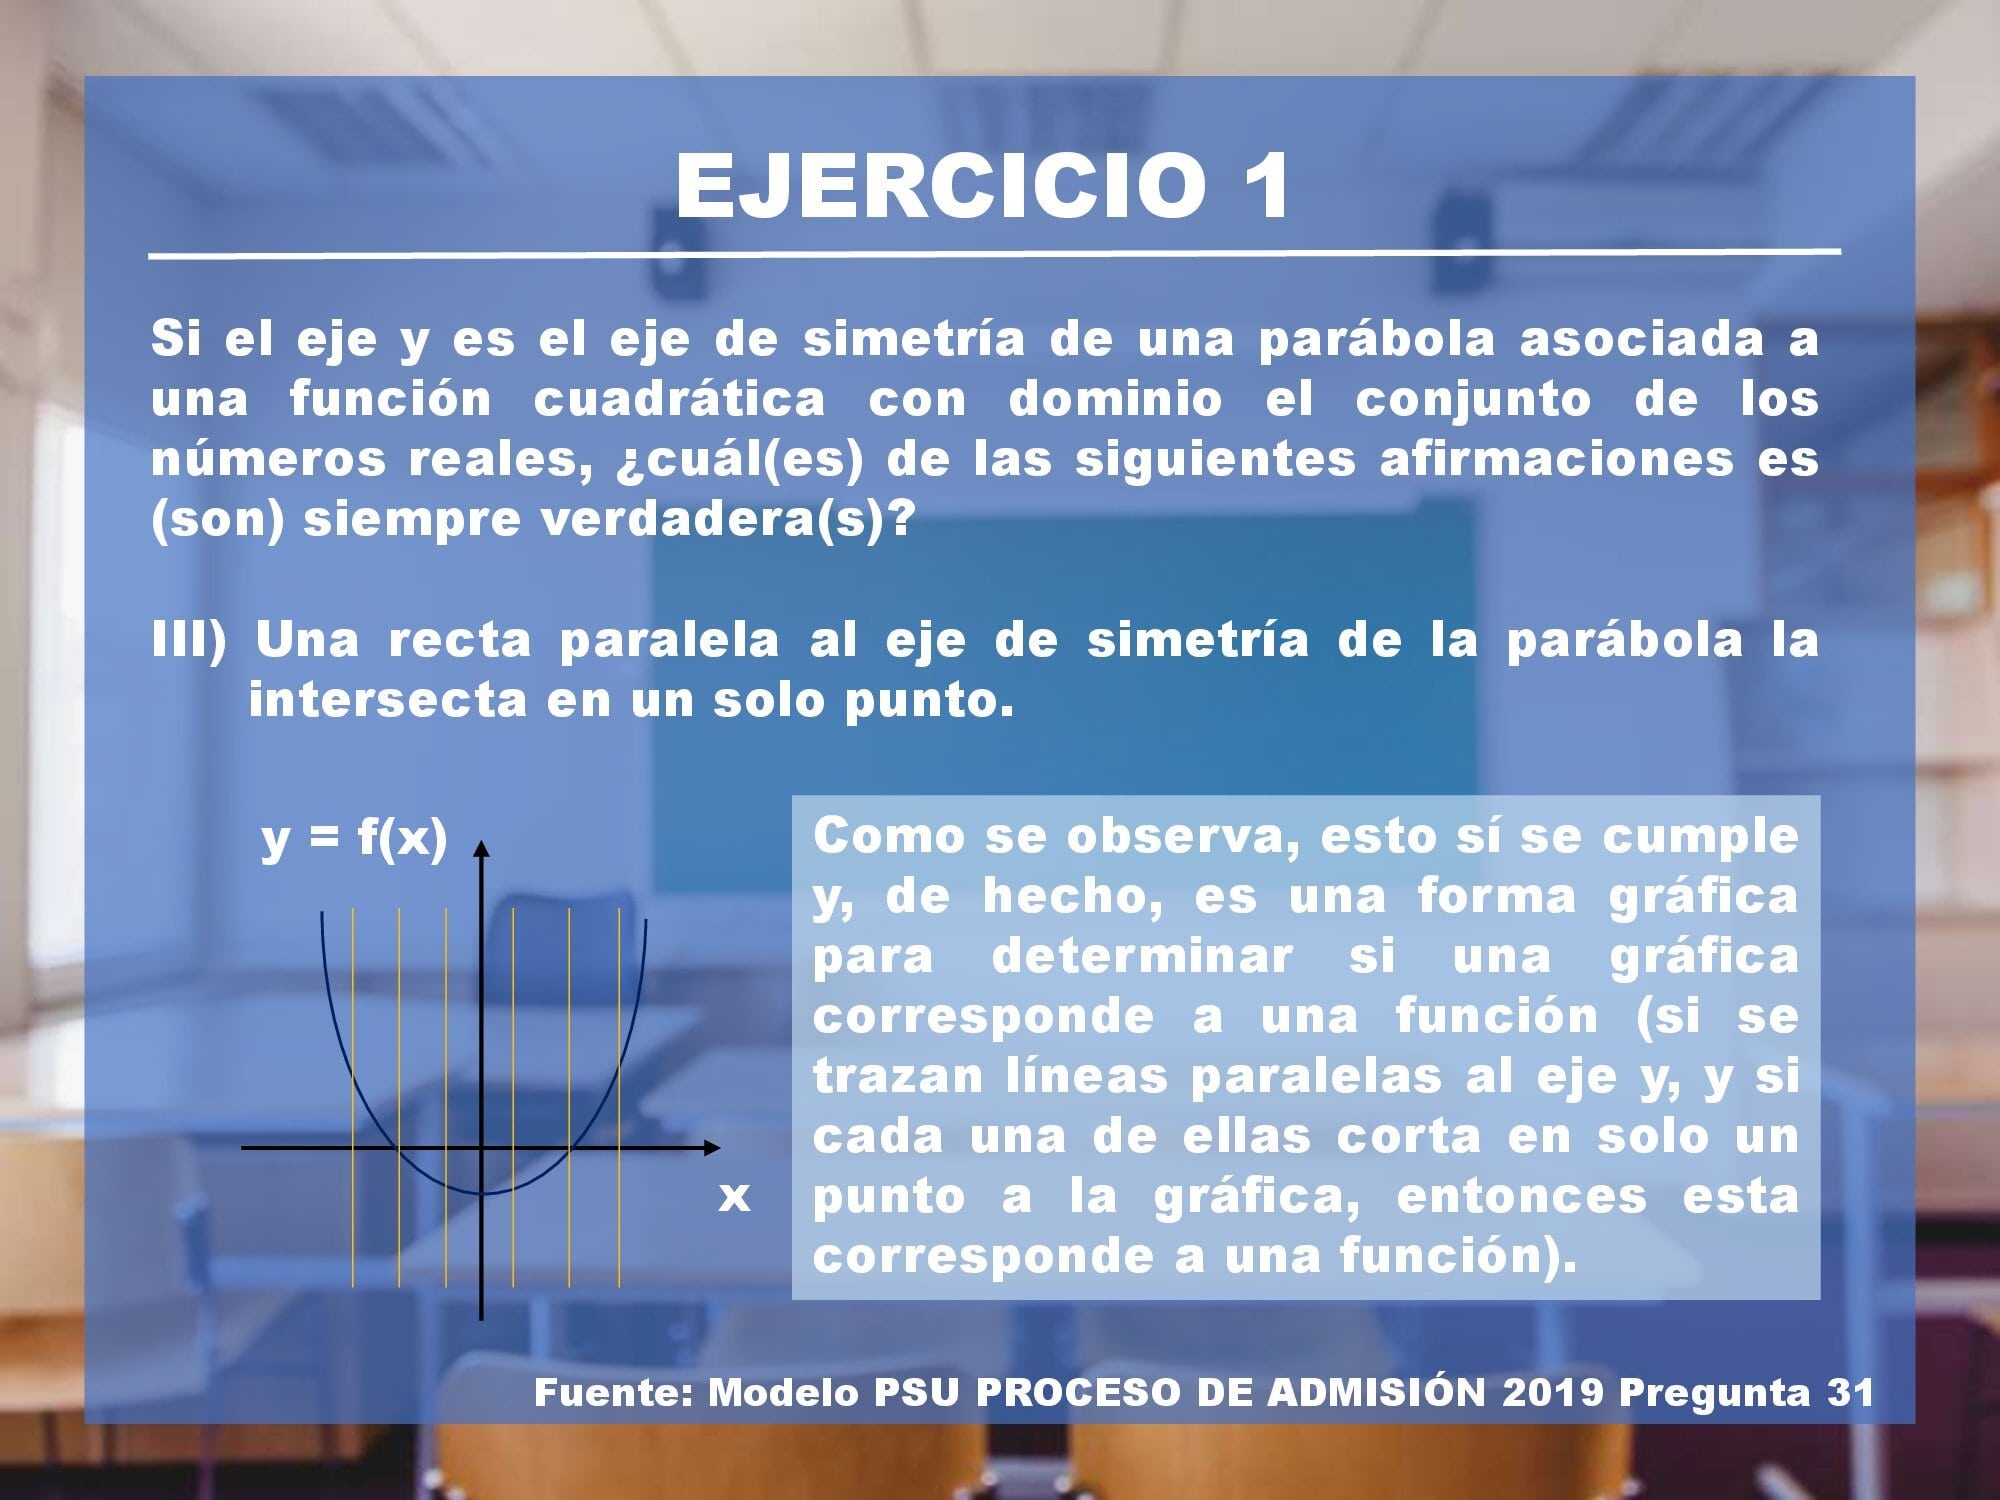 EJERCICIO 1
Si el eje y es el eje de simetría de una parábola asociada a
una función cuadrática con dominio el conjunto de los
números reales, ¿cuál(es) de las siguientes afirmaciones es
(son) siempre verdadera(s)?
III) Una recta paralela al eje de simetría de la parábola la
intersecta en un solo punto.
y = f(x)
x
Como se observa, esto sí se cumple
y, de hecho, es una forma gráfica
para determinar si una gráfica
corresponde a una función (si se
trazan líneas paralelas al eje y, y si
cada una de ellas corta en solo un
punto a la gráfica, entonces esta
corresponde a una función).
Fuente: Modelo PSU PROCESO DE ADMISIÓN 2019 Pregunta 31